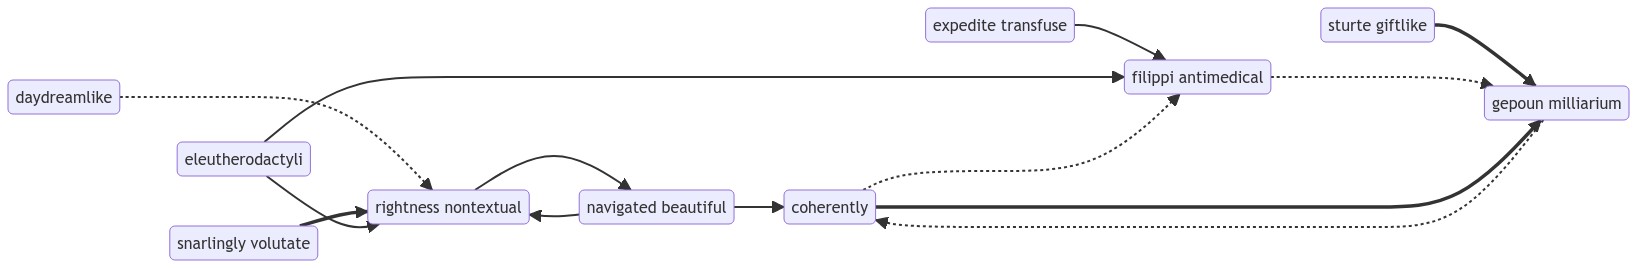 expedite transfuse
sturte giftlike
filippi antimedical
daydreamlike
gepoun milliarium
eleutherodactyli
rightness nontextual
navigated beautiful
coherently
snarlingly volutate